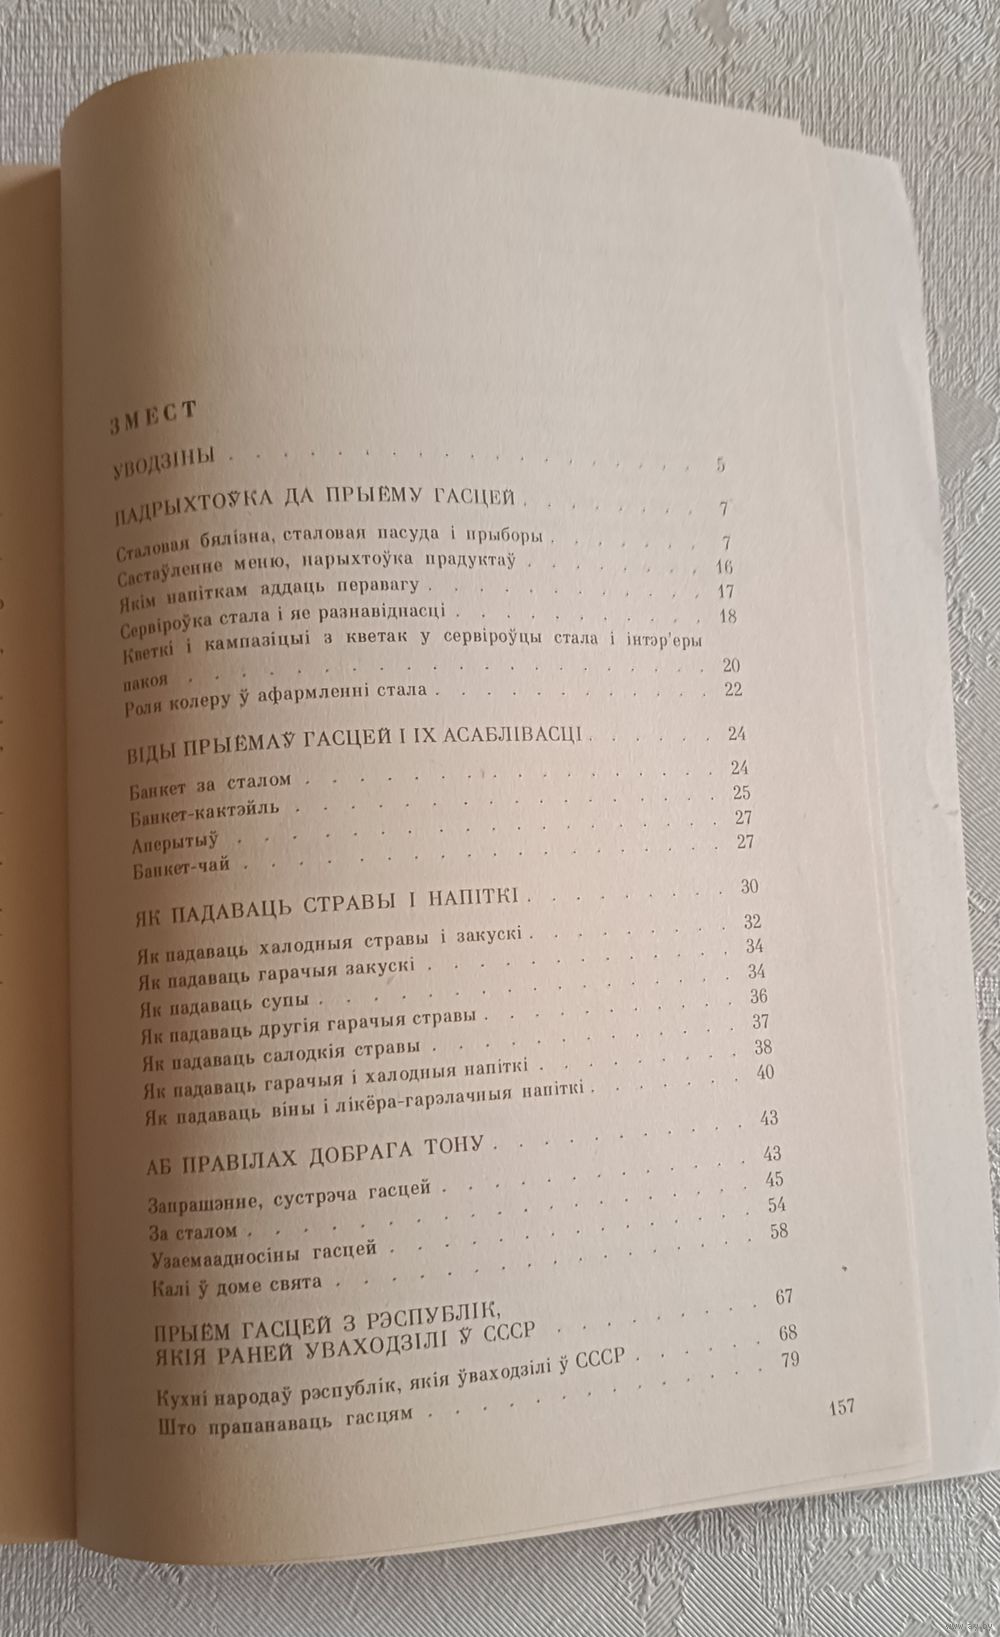 ЗМЕСТ
УВОДЗІНЫ . . . . . . . . . . . . . . . . . . 5
ПАДРЫХТОЎКА ДА ПРЫЁМУ ГАСЦЕЙ . . . . . . . 7
Сталовая бялізна, сталовая пасуда і прыборы . . . . . . 7
Састаўленне меню, нарыхтоўка прадуктаў . . . . . . . 16
Якім напіткам аддаць перавагу . . . . . . . . . . 17
Сервіроўка стала і яе разнавіднасці . . . . . . . . . 18
Кветкі і кампазіцыі з кветак у сервіроўцы стала і інтэр'еры
пакоя . . . . . . . . . . . . . . . . . . . 20
Роля колеру ў афармленні стала . . . . . . . . . . 22
ВІДЫ ПРЫЁМАЎ ГАСЦЕЙ І ІХ АСАБЛІВАСЦІ . . . . . 24
Банкет за сталом . . . . . . . . . . . . . . 24
Банкет-кактэйль . . . . . . . . . . . . . . . 25
Аперытыў . . . . . . . . . . . . . . . . . 27
Банкет-чай . . . . . . . . . . . . . . . . . 27
ЯК ПАДАВАЦЬ СТРАВЫ І НАПІТКІ . . . . . . . 30
Як падаваць халодныя стравы і закускі . . . . . . . 32
Як падаваць гарачыя закускі . . . . . . . . . . 34
Як падаваць супы . . . . . . . . . . . . . . 34
Як падаваць другія гарачыя стравы . . . . . . . . . 36
Як падаваць салодкія стравы . . . . . . . . . . 37
Як падаваць гарачыя і халодныя напіткі . . . . . . . 38
Як падаваць віны і лікёра-гарэлачныя напіткі . . . . . . 40
АБ ПРАВІЛАХ ДОБРАГА ТОНУ . . . . . . . . . 43
Запрашэнне, сустрэча гасцей . . . . . . . . . . 43
За сталом . . . . . . . . . . . . . . . . . 45
Узаемаадносіны гасцей . . . . . . . . . . . . 54
Калі ў доме свята . . . . . . . . . . . . . . 58
ПРЫЁМ ГАСЦЕЙ З РЭСПУБЛІК,
ЯКІЯ РАНЕЙ УВАХОДЗІЛІ Ў СССР . . . . . . . 67
Кухні народаў рэспублік, якія ўваходзілі ў СССР . . . . . 68
Што прапанаваць гасцям . . . . . . . . . . . . 79
157